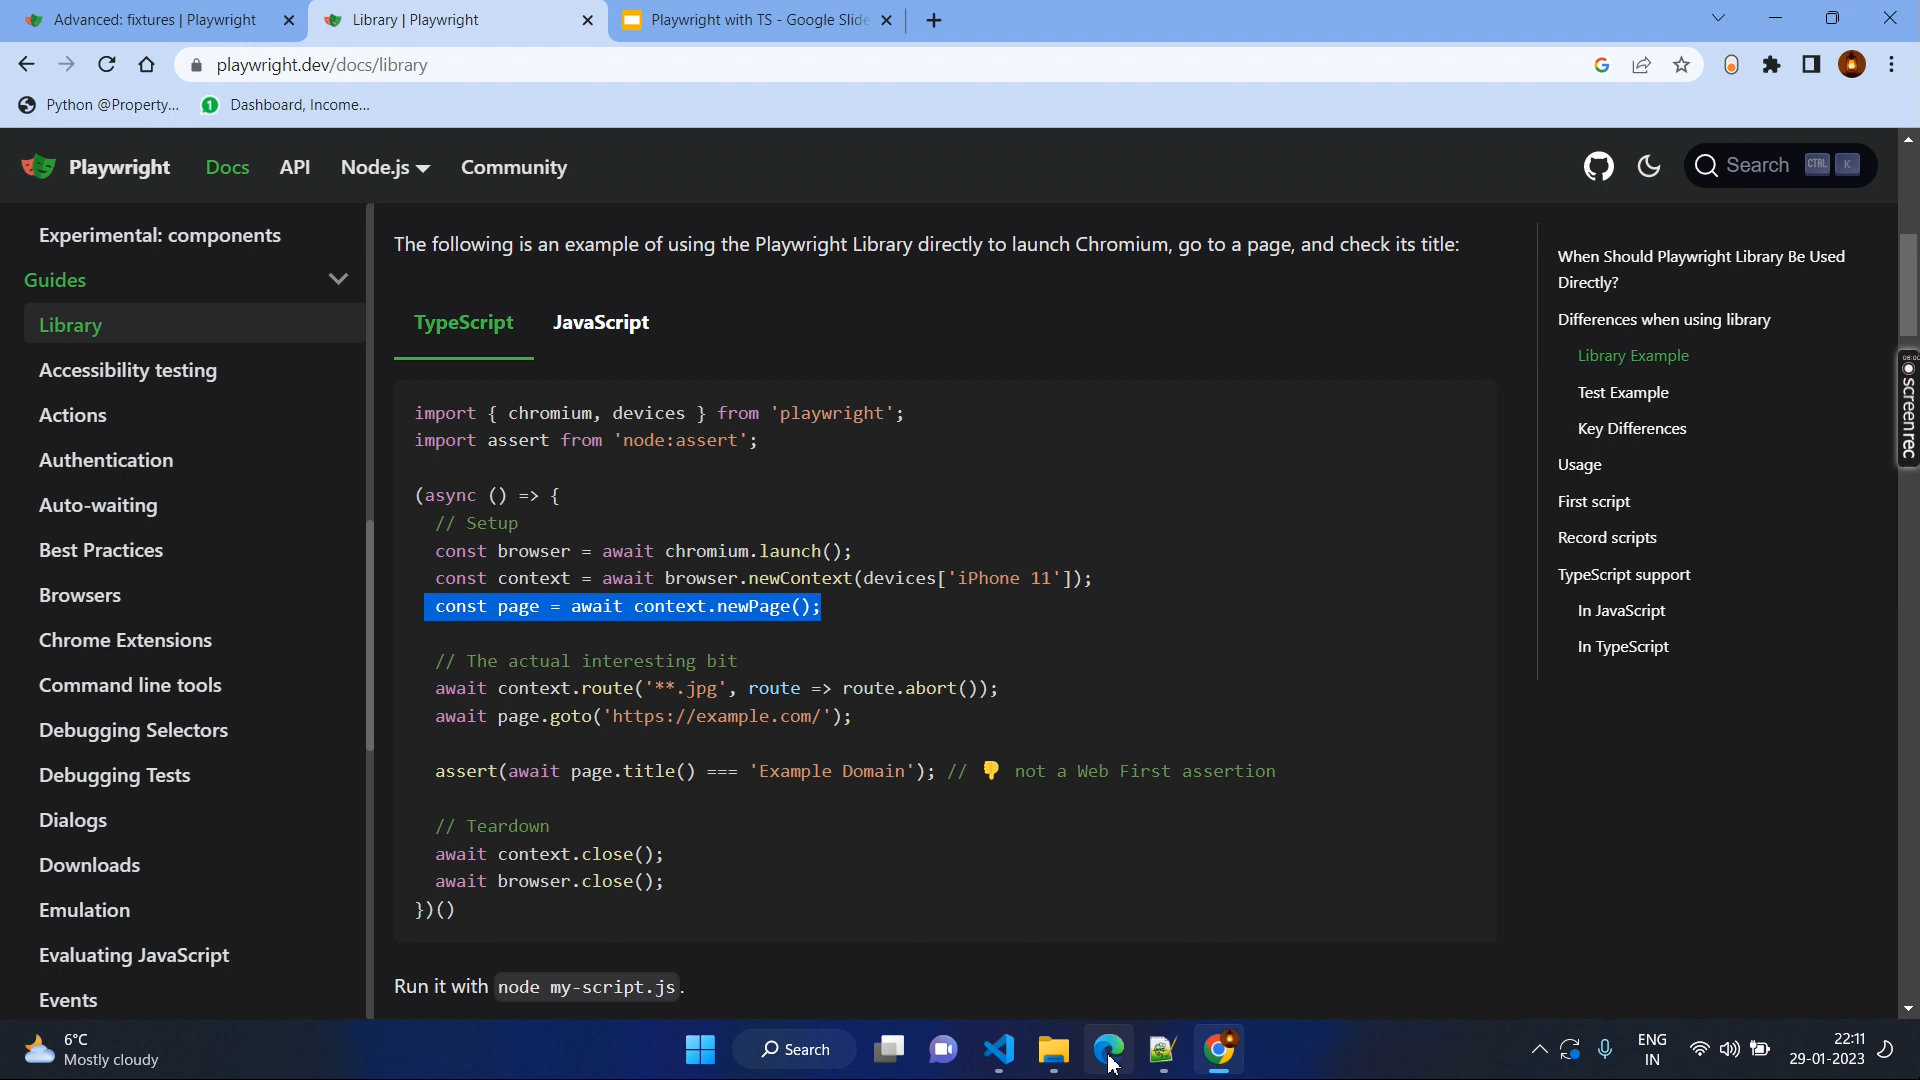 Advanced: fixtures | Playwright
Library | Playwright
Playwright with TS - Google Slide
playwright.dev/docs/library
Python @Property...
1
Dashboard, Income...
Playwright
Docs
API
Node.js
Community
Search CTRL K
Experimental: components
Guides
Library
Accessibility testing
Actions
Authentication
Auto-waiting
Best Practices
Browsers
Chrome Extensions
Command line tools
Debugging Selectors
Debugging Tests
Dialogs
Downloads
Emulation
Evaluating JavaScript
Events
The following is an example of using the Playwright Library directly to launch Chromium, go to a page, and check its title:
TypeScript
JavaScript
import { chromium, devices } from 'playwright';
import assert from 'node:assert';
(async () => {
// Setup
const browser = await chromium.launch();
const context = await browser.newContext(devices['iPhone 11']);
const page = await context.newPage();
// The actual interesting bit
await context.route('**.jpg', route => route.abort());
await page.goto('https://example.com/');
assert(await page.title() === 'Example Domain'); // 👎 not a Web First assertion
// Teardown
await context.close();
await browser.close();
})()
Run it with node my-script.js.
When Should Playwright Library Be Used
Directly?
Differences when using library
Library Example
Test Example
Key Differences
Usage
First script
Record scripts
TypeScript support
In JavaScript
In TypeScript
screenrec
6°C
Mostly cloudy
Search
ENG
IN
22:11
29-01-2023